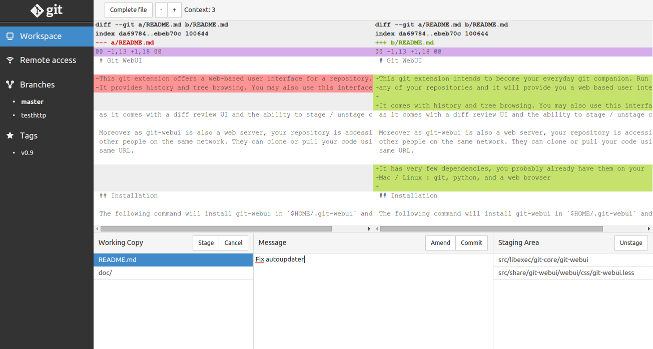 git
Workspace
Remote access
Branches
master
testhttp
Tags
v0.9
Complete file - + Context: 3
diff --git a/README.md b/README.md
index da69784..ebeb70c 100644
--- a/README.md
@@ -1,13 +1,18 @@
# Git WebUI
-This git extension offers a web-based user interface for a repository.
-It provides history and tree browsing. You may also use this interface
as it comes with a diff review UI and the ability to stage / unstage c
Moreover as git-webui is also a web server, your repository is accessi
other people on the same network. They can clone or pull your code usi
same URL.
## Installation
The following command will install git-webui in `$HOME/.git-webui` and
diff --git a/README.md b/README.md
index da69784..ebeb70c 100644
+++ b/README.md
# Git WebUI
+This git extension intends to become your everyday git companion. Run
+any of your repositories and it will provide you a web based user inte
+
+It comes with history and tree browsing. You may also use this interfa
as it comes with a diff review UI and the ability to stage / unstage c
Moreover as git-webui is also a web server, your repository is accessi
other people on the same network. They can clone or pull your code usi
same URL.
+It has very few dependencies, you probably already have them on your
+Mac / Linux : git, python, and a web browser
+
## Installation
The following command will install git-webui in `$HOME/.git-webui` and
Working Copy Stage Cancel
README.md
doc/
Message Amend Commit
Fix autoupdater
Staging Area Unstage
src/libexec/git-core/git-webui
src/share/git-webui/webui/css/git-webui.less